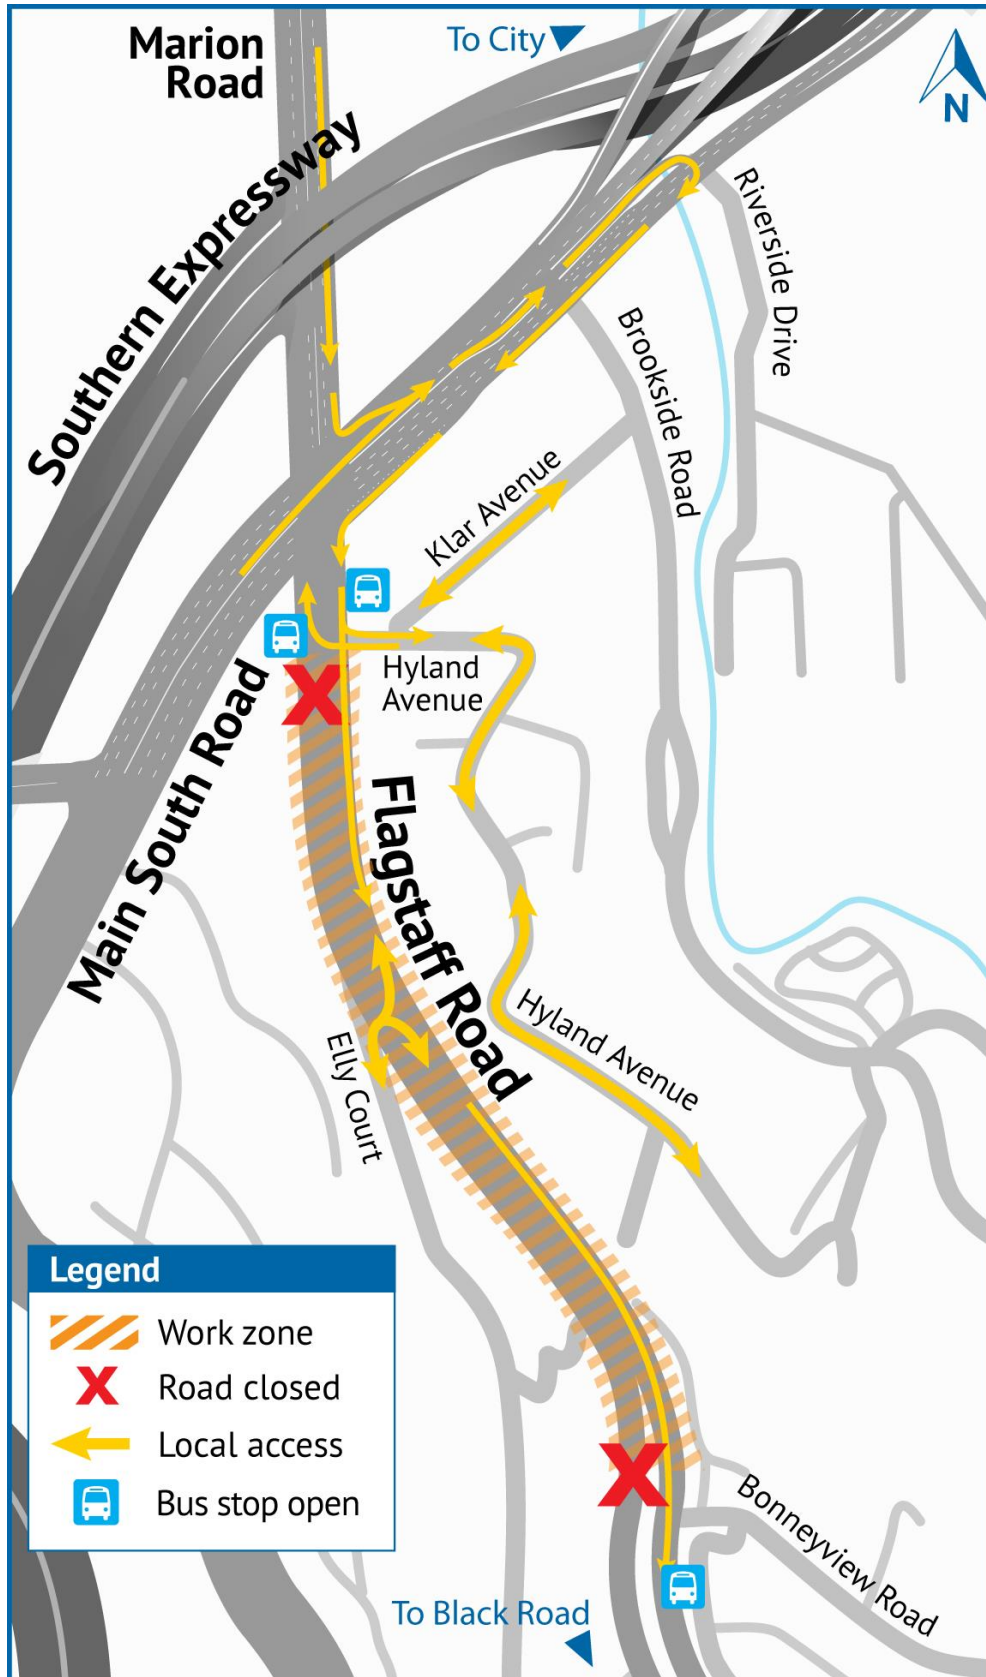 Marion
Road
To City
N
Southern Expressway
Riverside Drive
Brookside Road
Klar Avenue
Hyland
Avenue
Main South Road
Flagstaff Road
Hyland Avenue
Elly Court
Legend
Work zone
Road closed
Local access
Bus stop open
Bonneyview Road
To Black Road